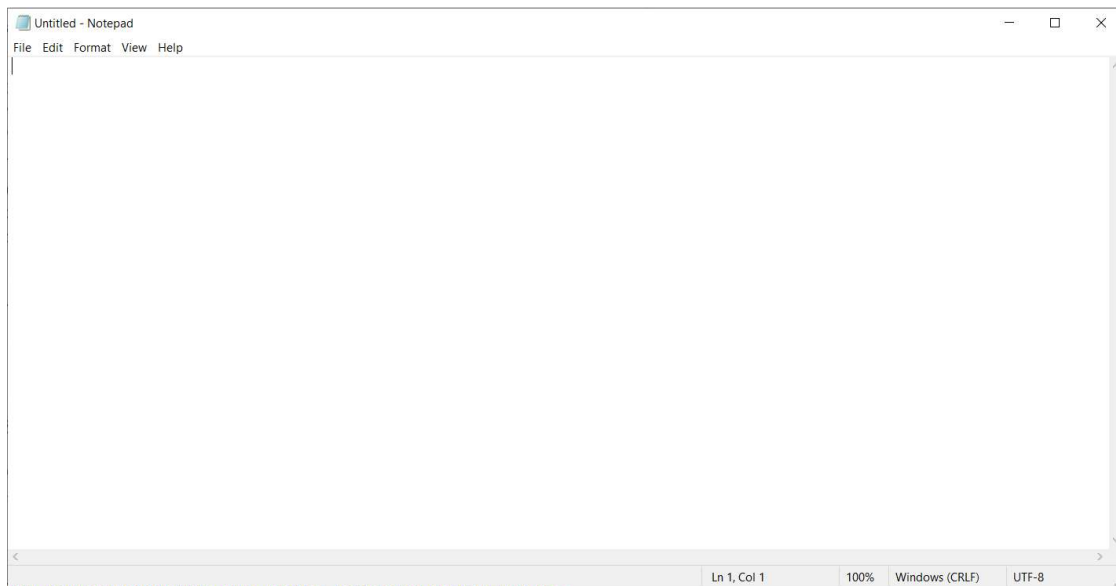 Untitled - Notepad
File Edit Format View Help
Ln 1, Col 1 100% Windows (CRLF) UTF-8